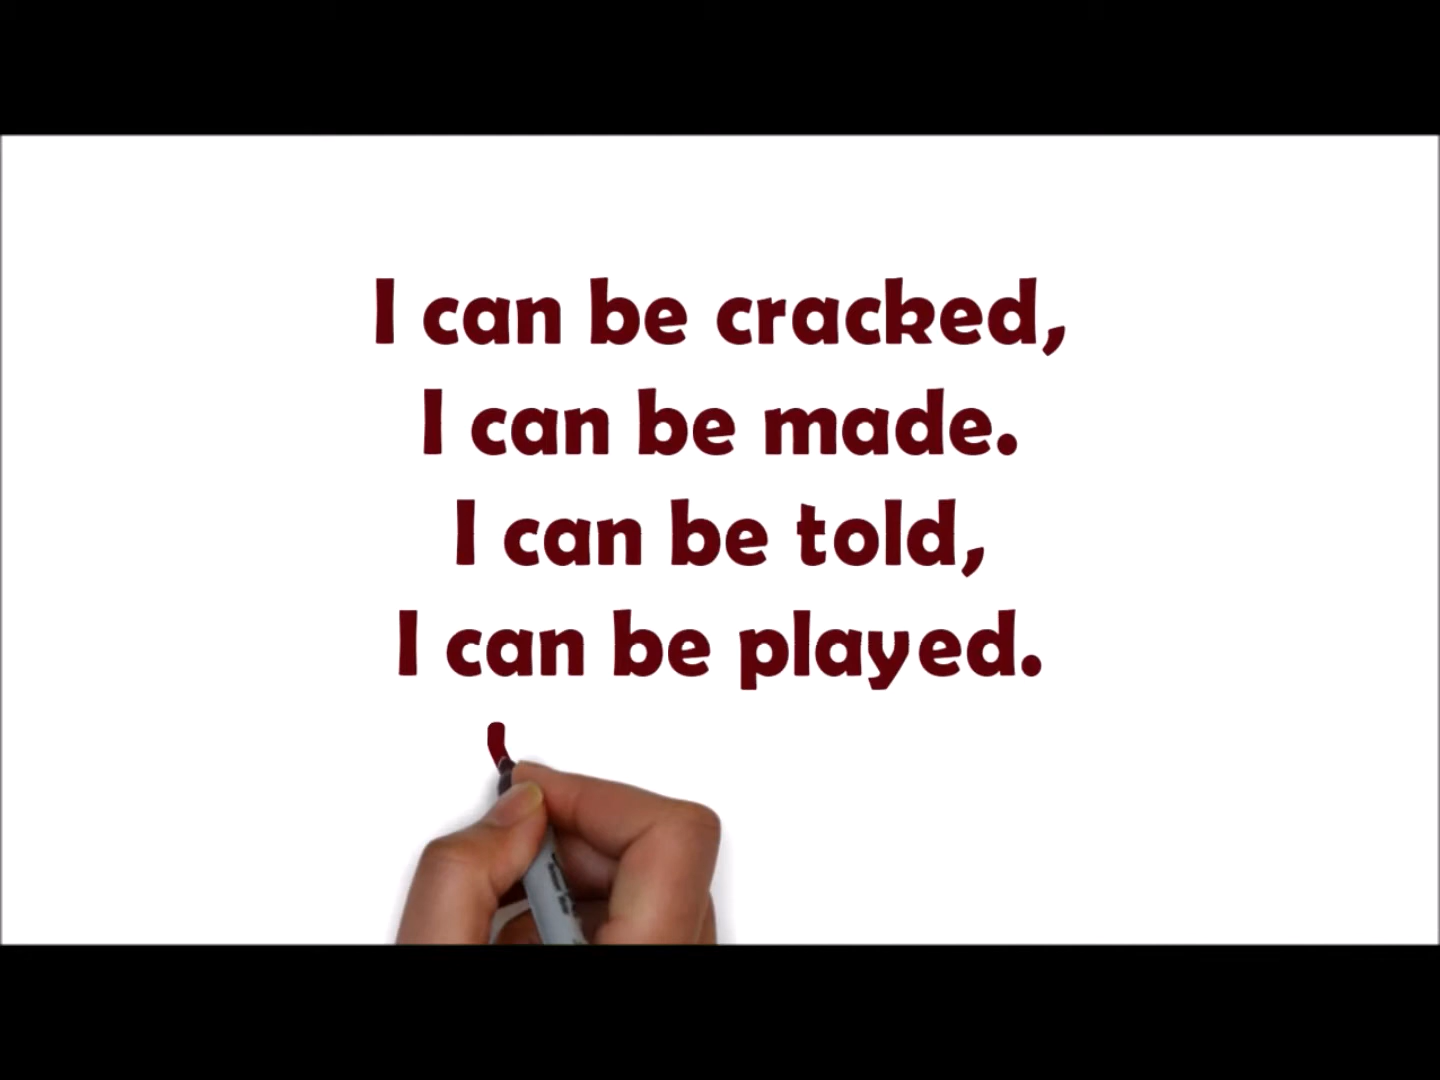 I can be cracked,
I can be made.
I can be told,
I can be played.